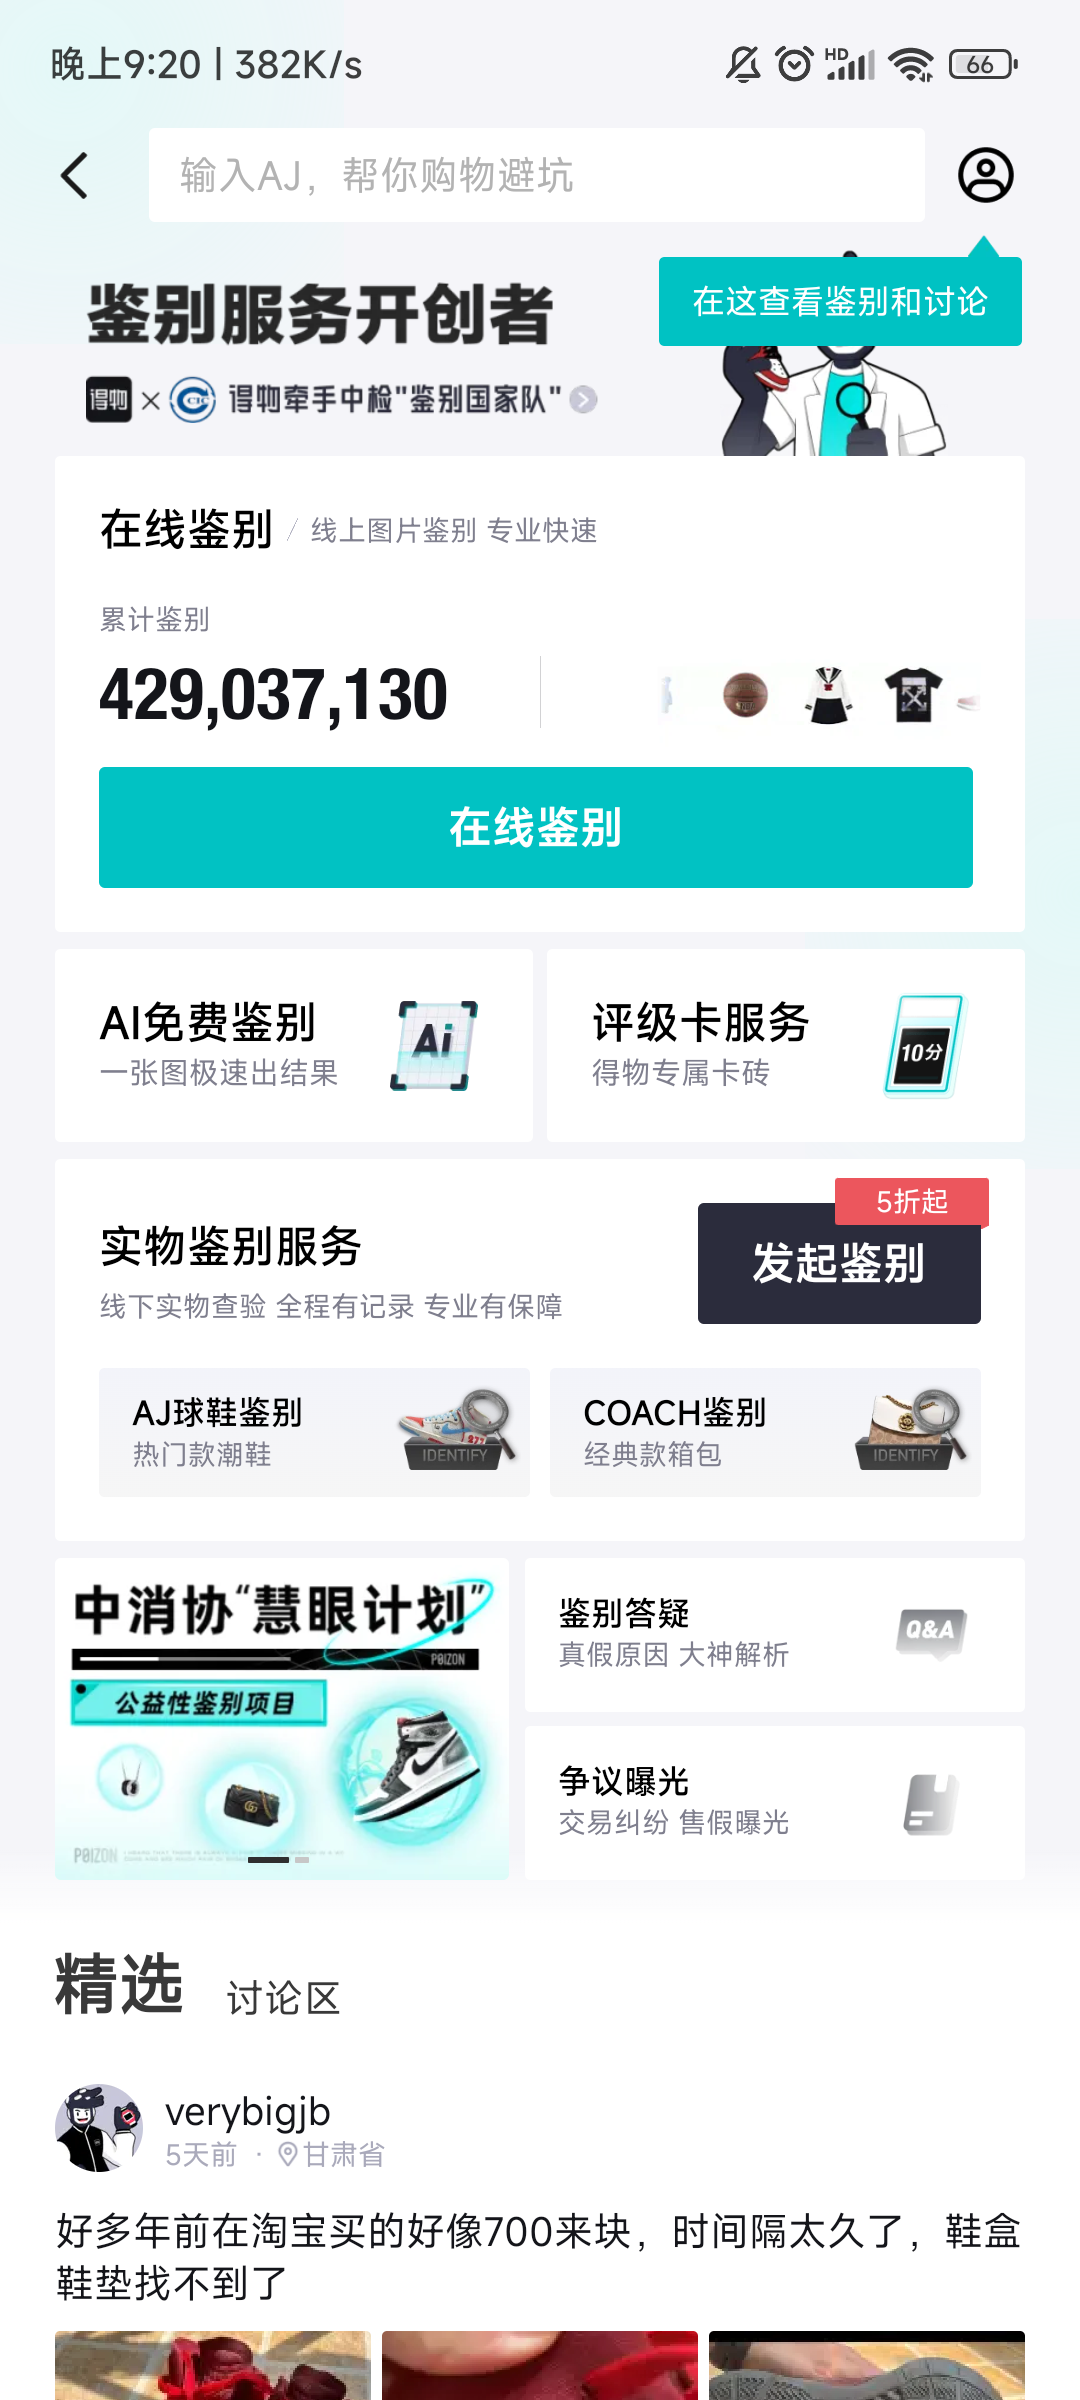 晚上9:20 | 382K/s
HD
66
输入AJ，帮你购物避坑
鉴别服务开创者
在这查看鉴别和讨论
得物 × CCIC 得物牵手中检"鉴别国家队"
在线鉴别 / 线上图片鉴别 专业快速
累计鉴别
429,037,130
在线鉴别
AI免费鉴别
一张图极速出结果
Ai
评级卡服务
得物专属卡砖
10分
5折起
实物鉴别服务
发起鉴别
线下实物查验 全程有记录 专业有保障
AJ球鞋鉴别
热门款潮鞋
IDENTIFY
COACH鉴别
经典款箱包
IDENTIFY
中消协“慧眼计划”
POIZON
公益性鉴别项目
POIZON
鉴别答疑
真假原因 大神解析
Q&A
争议曝光
交易纠纷 售假曝光
精选 讨论区
verybigjb
5天前 · 甘肃省
好多年前在淘宝买的好像700来块，时间隔太久了，鞋盒
鞋垫找不到了